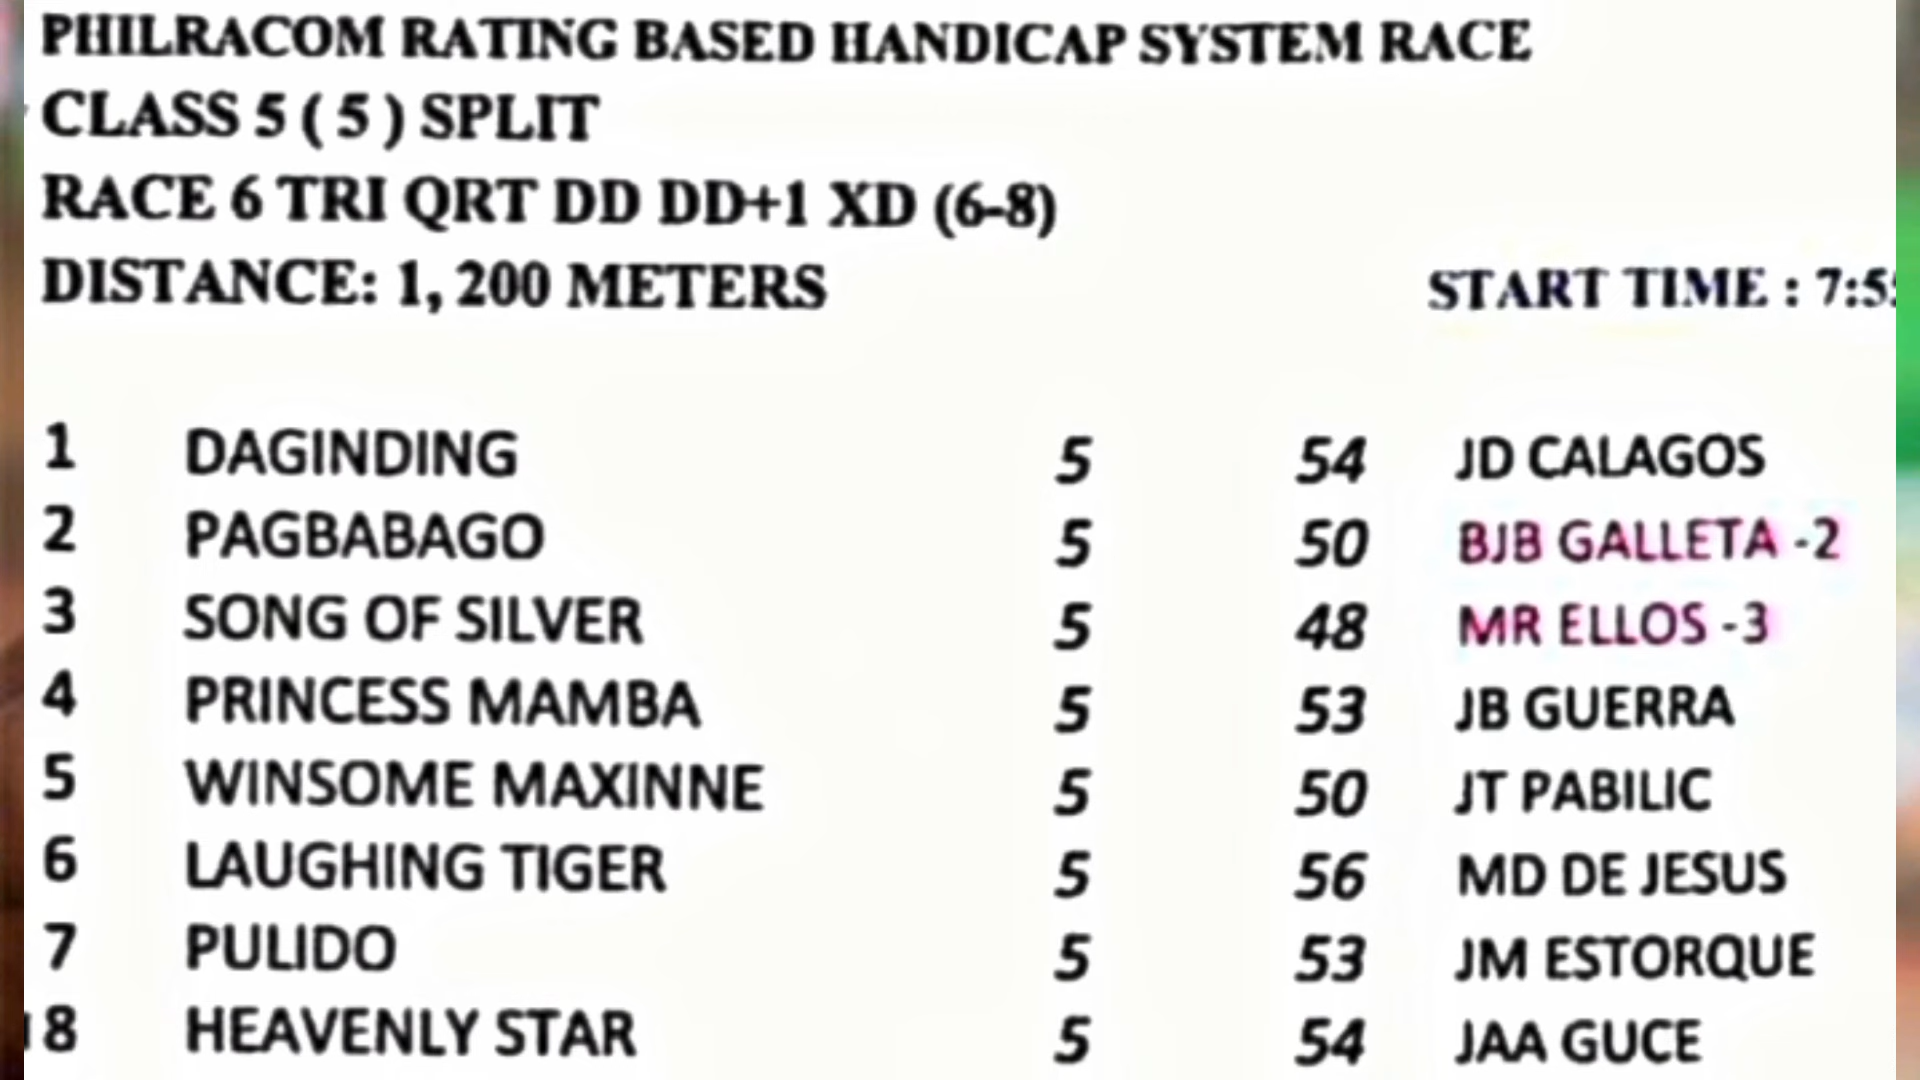 PHILRACOM RATING BASED HANDICAP SYSTEM RACE
CLASS 5 ( 5 ) SPLIT
RACE 6 TRI QRT DD DD+1 XD (6-8)
DISTANCE: 1, 200 METERS START TIME : 7:5
1 DAGINDING 5 54 JD CALAGOS
2 PAGBABAGO 5 50 BJB GALLETA -2
3 SONG OF SILVER 5 48 MR ELLOS -3
4 PRINCESS MAMBA 5 53 JB GUERRA
5 WINSOME MAXINNE 5 50 JT PABILIC
6 LAUGHING TIGER 5 56 MD DE JESUS
7 PULIDO 5 53 JM ESTORQUE
8 HEAVENLY STAR 5 54 JAA GUCE